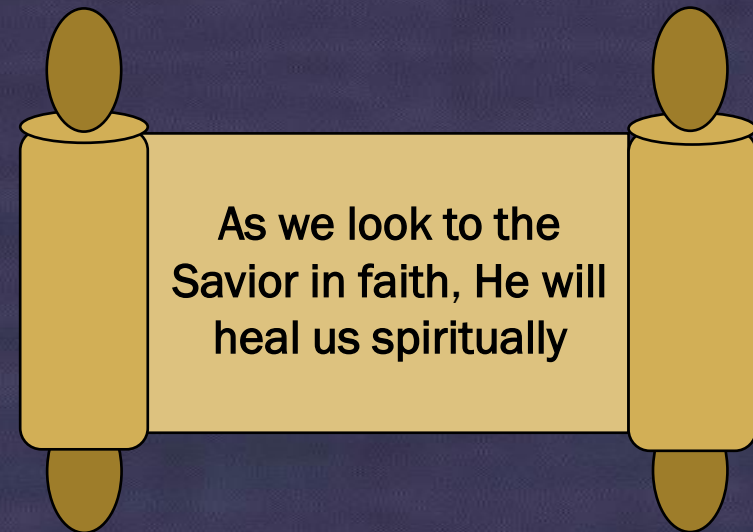 As we look to the
Savior in faith, He will
heal us spiritually